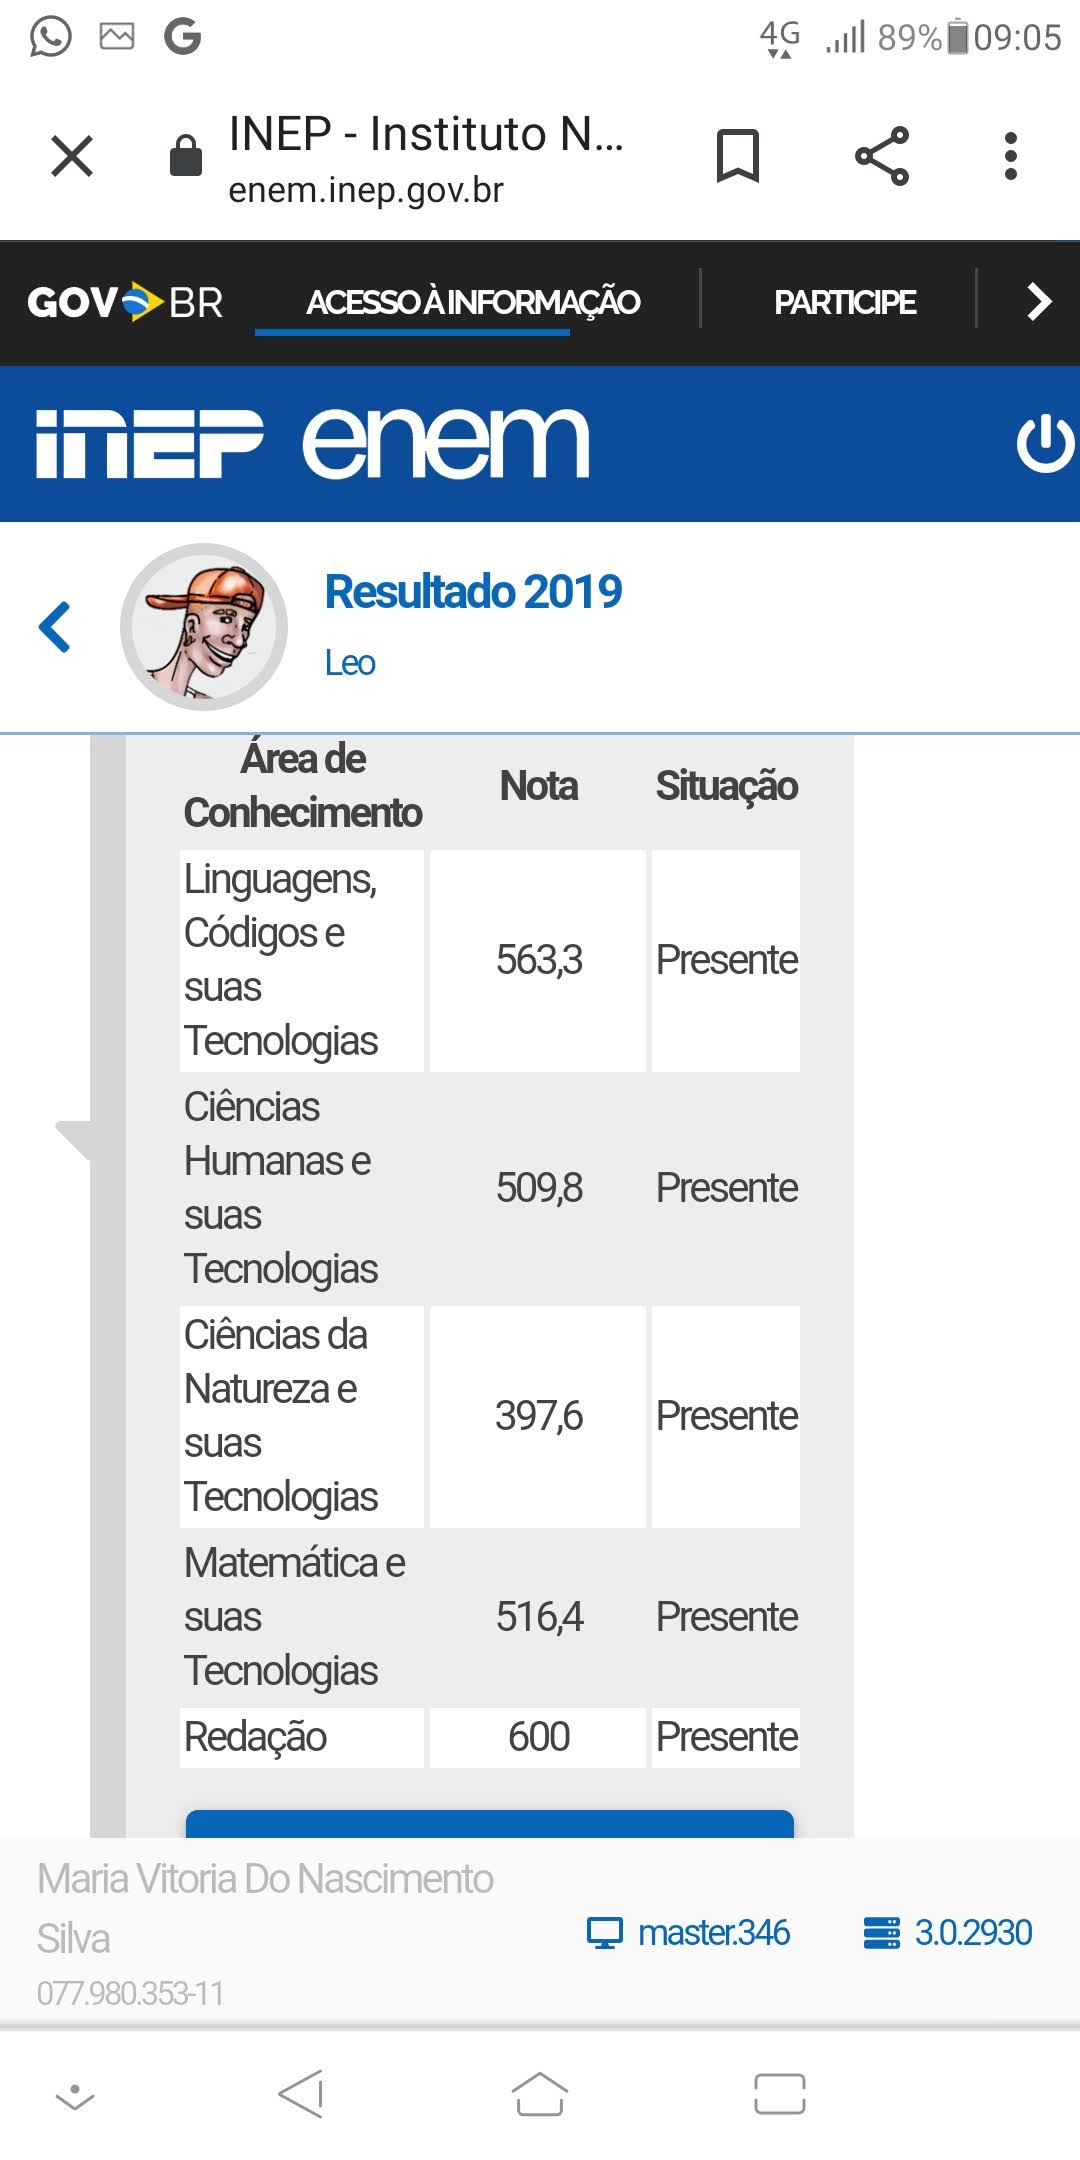 4G 89% 09:05
INEP - Instituto N...
enem.inep.gov.br
GOV BR ACESSO À INFORMAÇÃO PARTICIPE
INEP enem
Resultado 2019
Leo
Área de
Conhecimento
Nota
Situação
Linguagens,
Códigos e
suas
Tecnologias
563,3
Presente
Ciências
Humanas e
suas
Tecnologias
509,8
Presente
Ciências da
Natureza e
suas
Tecnologias
397,6
Presente
Matemática e
suas
Tecnologias
516,4
Presente
Redação
600
Presente
Maria Vitoria Do Nascimento
Silva
077.980.353-11
master.346
3.0.2930